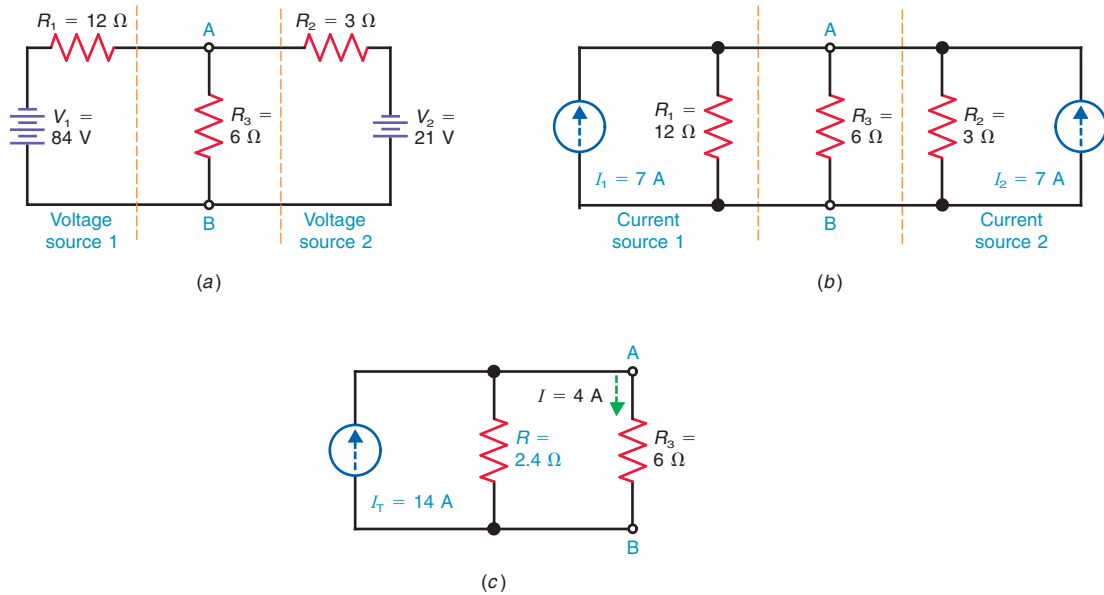 R₁ = 12 Ω
A
R₂ = 3 Ω
V₁ =
84 V
R₃ =
6 Ω
V₂ =
21 V
Voltage
source 1
B
Voltage
source 2
(a)
A
R₁ =
12 Ω
R₃ =
6 Ω
R₂ =
3 Ω
I₁ = 7 A
I₂ = 7 A
Current
source 1
B
Current
source 2
(b)
A
I = 4 A
R =
2.4 Ω
R₃ =
6 Ω
I_T = 14 A
B
(c)